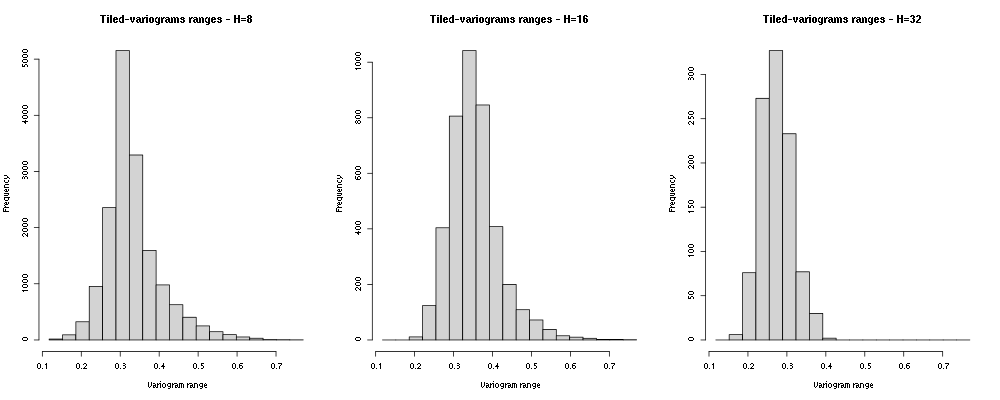 Tiled-variograms ranges - H=8
Frequency
5000
4000
3000
2000
1000
0
0.1 0.2 0.3 0.4 0.5 0.6 0.7
Variogram range
Tiled-variograms ranges - H=16
Frequency
1000
800
600
400
200
0
0.1 0.2 0.3 0.4 0.5 0.6 0.7
Variogram range
Tiled-variograms ranges - H=32
Frequency
300
250
200
150
100
50
0
0.1 0.2 0.3 0.4 0.5 0.6 0.7
Variogram range